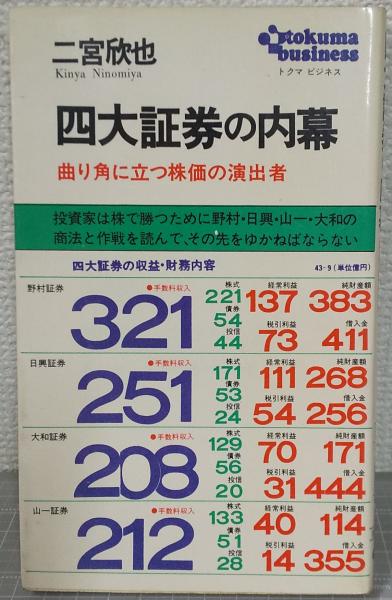 二宮欣也
Kinya Ninomiya
tokuma
business
トクマ ビジネス
四大証券の内幕
曲り角に立つ株価の演出者
投資家は株で勝つために野村・日興・山一・大和の
商法と作戦を読んで、その先をゆかねばならない
四大証券の収益・財務内容
43-9(単位億円)
野村証券
●手数料収入
321
株式
221
債券
54
投信
44
経常利益
137
税引利益
73
純財産額
383
借入金
411
日興証券
●手数料収入
251
株式
171
債券
53
投信
24
経常利益
111
税引利益
54
純財産額
268
借入金
256
大和証券
●手数料収入
208
株式
129
債券
56
投信
20
経常利益
70
税引利益
31
純財産額
171
借入金
444
山一証券
●手数料収入
212
株式
133
債券
51
投信
28
経常利益
40
税引利益
14
純財産額
114
借入金
355